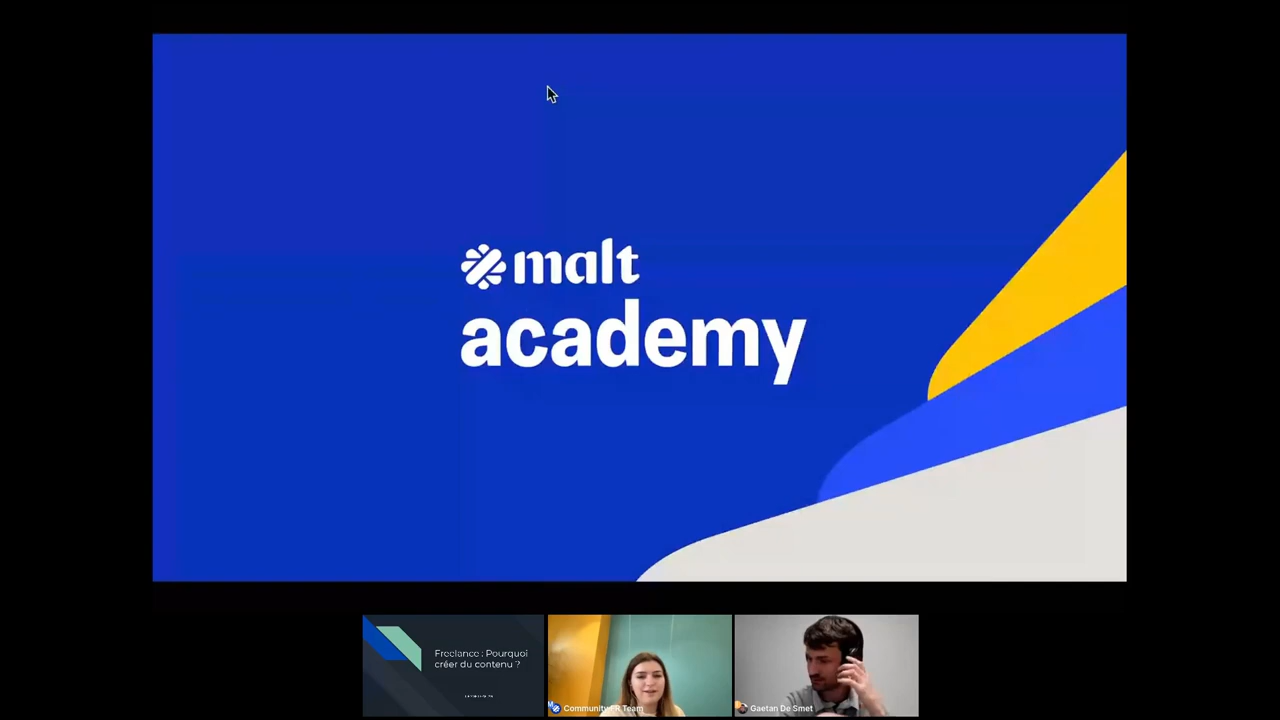 malt
academy
Freelance : Pourquoi
créer du contenu ?
Community FR Team
Gaetan De Smet